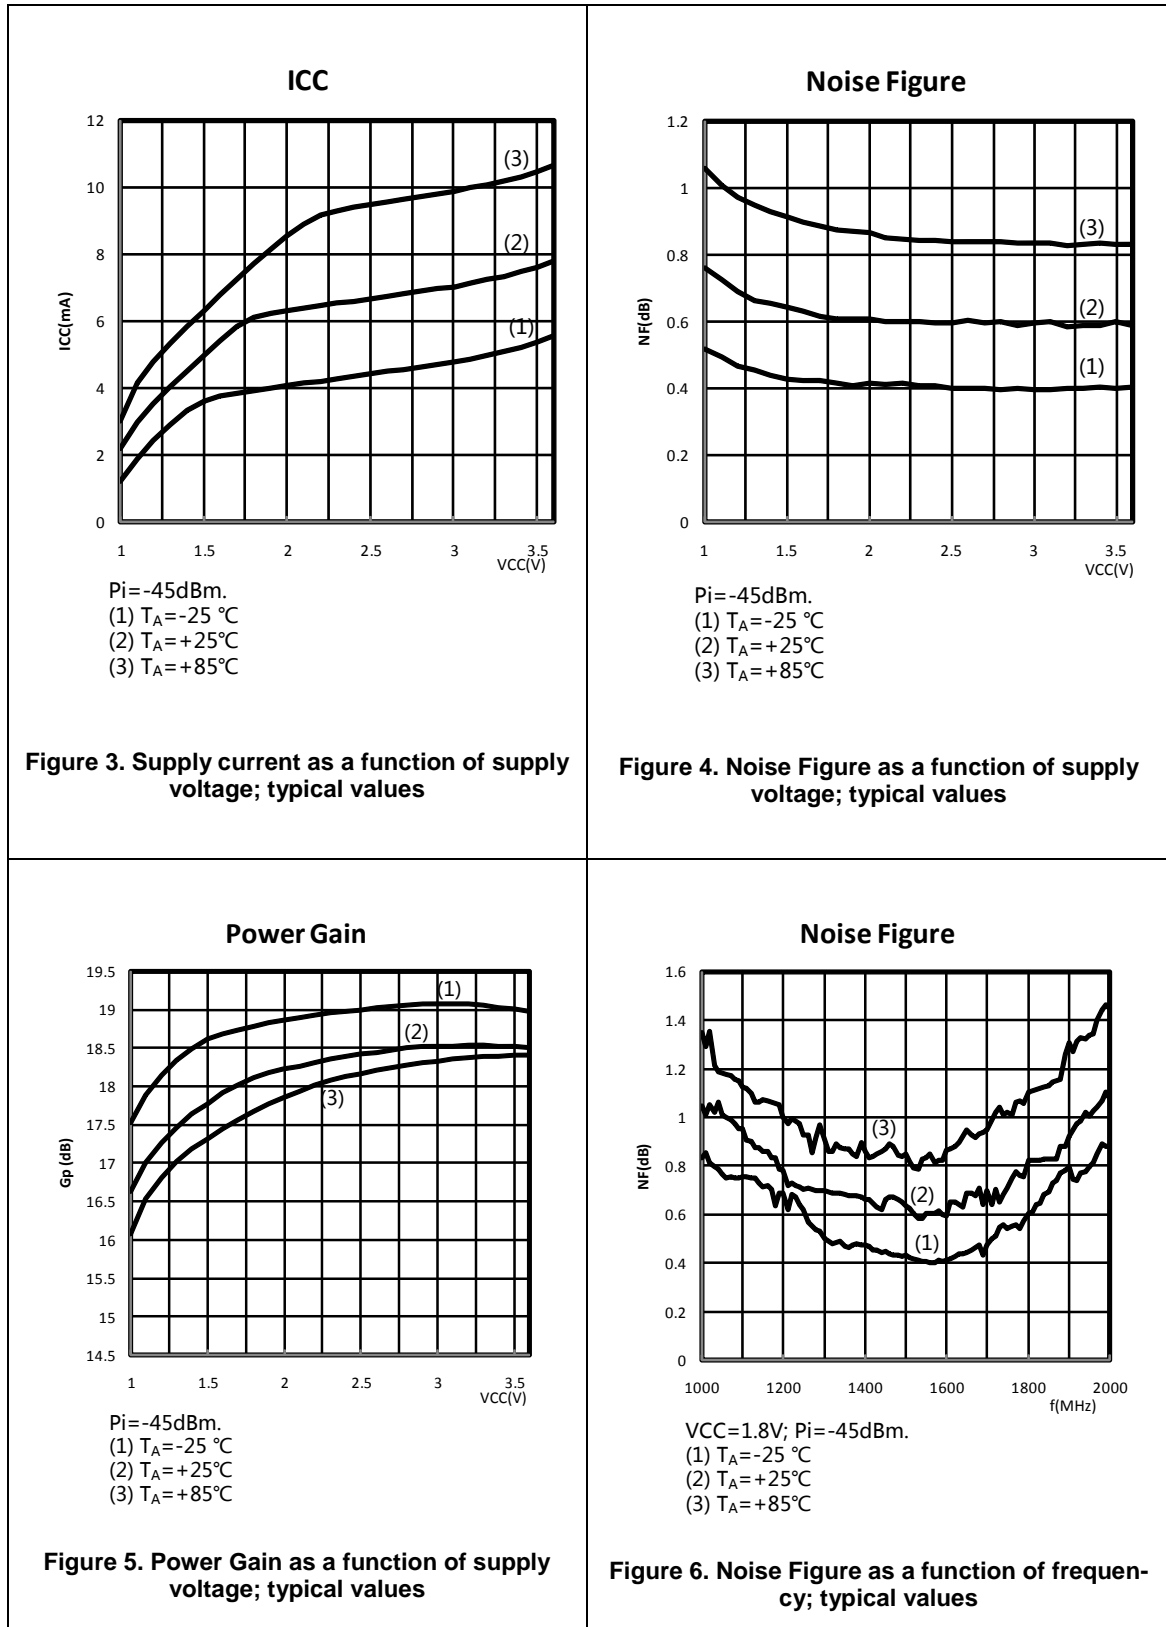 ICC
12
10
8
6
4
2
0
ICC(mA)
(3)
(2)
(1)
1 1.5 2 2.5 3 3.5
VCC(V)
Pi=-45dBm.
(1) TA=-25 ℃
(2) TA=+25℃
(3) TA=+85℃
Figure 3. Supply current as a function of supply
voltage; typical values
Noise Figure
1.2
1
0.8
0.6
0.4
0.2
0
NF(dB)
(3)
(2)
(1)
1 1.5 2 2.5 3 3.5
VCC(V)
Pi=-45dBm.
(1) TA=-25 ℃
(2) TA=+25℃
(3) TA=+85℃
Figure 4. Noise Figure as a function of supply
voltage; typical values
Power Gain
19.5
19
18.5
18
17.5
17
16.5
16
15.5
15
14.5
Gp (dB)
(1)
(2)
(3)
1 1.5 2 2.5 3 3.5
VCC(V)
Pi=-45dBm.
(1) TA=-25 ℃
(2) TA=+25℃
(3) TA=+85℃
Figure 5. Power Gain as a function of supply
voltage; typical values
Noise Figure
1.6
1.4
1.2
1
0.8
0.6
0.4
0.2
0
NF(dB)
(3)
(2)
(1)
1000 1200 1400 1600 1800 2000
f(MHz)
VCC=1.8V; Pi=-45dBm.
(1) TA=-25 ℃
(2) TA=+25℃
(3) TA=+85℃
Figure 6. Noise Figure as a function of frequen-
cy; typical values